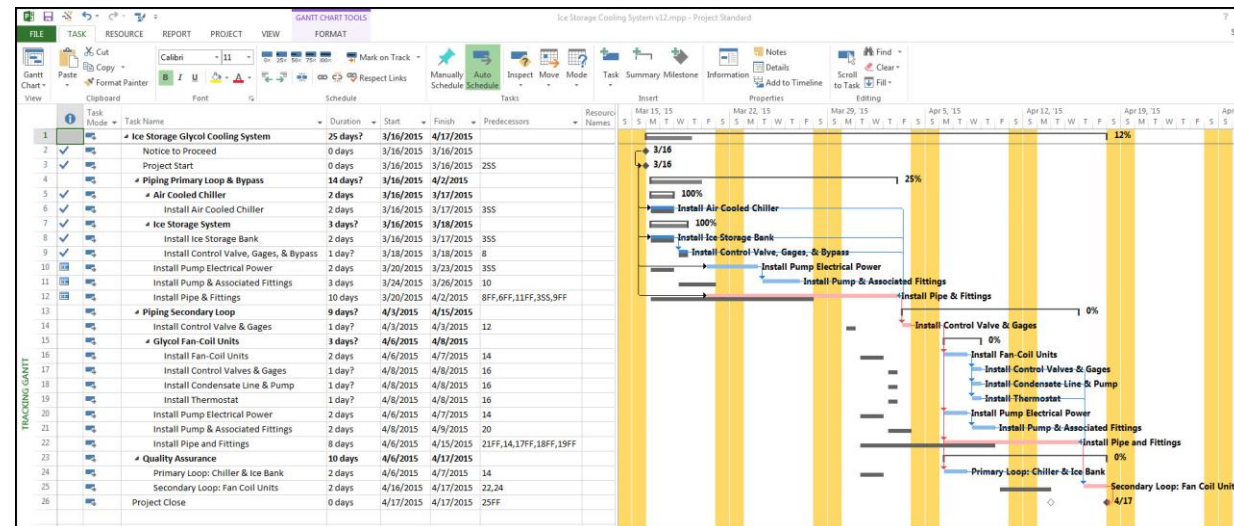 GANTT CHART TOOLS
Ice Storage Cooling System v12.mpp - Project Standard
?
FILE TASK RESOURCE REPORT PROJECT VIEW FORMAT
Gantt Chart
Paste
Cut
Copy
Format Painter
Calibri 11
B I U A
0% 25% 50% 75% 100%
Mark on Track
Respect Links
Manually Schedule
Auto Schedule
Inspect Move Mode
Task Summary Milestone
Information
Notes
Details
Add to Timeline
Scroll to Task
Find
Clear
Fill
View Clipboard Font Schedule Tasks Insert Properties Editing
Task Mode Task Name Duration Start Finish Predecessors Resource Names
Mar 15, '15 Mar 22, '15 Mar 29, '15 Apr 5, '15 Apr 12, '15 Apr 19, '15 Apr
S S M T W T F S S M T W T F S S M T W T F S S M T W T F S S M T W T F S S M T W T F S S
1 Ice Storage Glycol Cooling System 25 days? 3/16/2015 4/17/2015 12%
2 Notice to Proceed 0 days 3/16/2015 3/16/2015 3/16
3 Project Start 0 days 3/16/2015 3/16/2015 2SS 3/16
4 Piping Primary Loop & Bypass 14 days? 3/16/2015 4/2/2015 25%
5 Air Cooled Chiller 2 days 3/16/2015 3/17/2015 100%
6 Install Air Cooled Chiller 2 days 3/16/2015 3/17/2015 3SS Install Air Cooled Chiller
7 Ice Storage System 3 days? 3/16/2015 3/18/2015 100%
8 Install Ice Storage Bank 2 days 3/16/2015 3/17/2015 3SS Install Ice Storage Bank
9 Install Control Valve, Gages, & Bypass 1 day? 3/18/2015 3/18/2015 8 Install Control Valve, Gages, & Bypass
10 Install Pump Electrical Power 2 days 3/20/2015 3/23/2015 3SS Install Pump Electrical Power
11 Install Pump & Associated Fittings 3 days 3/24/2015 3/26/2015 10 Install Pump & Associated Fittings
12 Install Pipe & Fittings 10 days 3/20/2015 4/2/2015 8FF,6FF,11FF,3SS,9FF Install Pipe & Fittings
13 Piping Secondary Loop 9 days? 4/3/2015 4/15/2015 0%
14 Install Control Valve & Gages 1 day? 4/3/2015 4/3/2015 12 Install Control Valve & Gages
15 Glycol Fan-Coil Units 3 days? 4/6/2015 4/8/2015 0%
16 Install Fan-Coil Units 2 days 4/6/2015 4/7/2015 14 Install Fan-Coil Units
17 Install Control Valves & Gages 1 day? 4/8/2015 4/8/2015 16 Install Control Valves & Gages
18 Install Condensate Line & Pump 1 day? 4/8/2015 4/8/2015 16 Install Condensate Line & Pump
19 Install Thermostat 1 day? 4/8/2015 4/8/2015 16 Install Thermostat
20 Install Pump Electrical Power 2 days 4/6/2015 4/7/2015 14 Install Pump Electrical Power
21 Install Pump & Associated Fittings 2 days 4/8/2015 4/9/2015 20 Install Pump & Associated Fittings
22 Install Pipe and Fittings 8 days 4/6/2015 4/15/2015 21FF,14,17FF,18FF,19FF Install Pipe and Fittings
23 Quality Assurance 10 days 4/6/2015 4/17/2015 0%
24 Primary Loop: Chiller & Ice Bank 2 days 4/6/2015 4/7/2015 14 Primary Loop: Chiller & Ice Bank
25 Secondary Loop: Fan Coil Units 2 days 4/16/2015 4/17/2015 22,24 Secondary Loop: Fan Coil Unit
26 Project Close 0 days 4/17/2015 4/17/2015 25FF 4/17
TRACKING GANTT